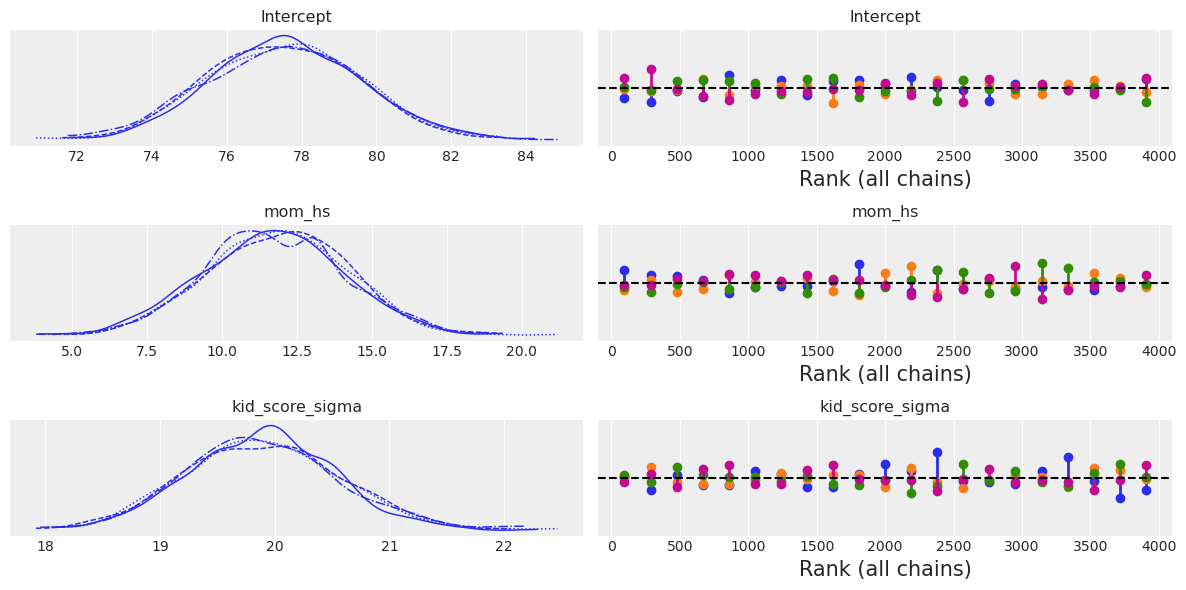 Intercept
Intercept
72 74 76 78 80 82 84
0 500 1000 1500 2000 2500 3000 3500 4000
Rank (all chains)
mom_hs
mom_hs
5.0 7.5 10.0 12.5 15.0 17.5 20.0
0 500 1000 1500 2000 2500 3000 3500 4000
Rank (all chains)
kid_score_sigma
kid_score_sigma
18 19 20 21 22
0 500 1000 1500 2000 2500 3000 3500 4000
Rank (all chains)